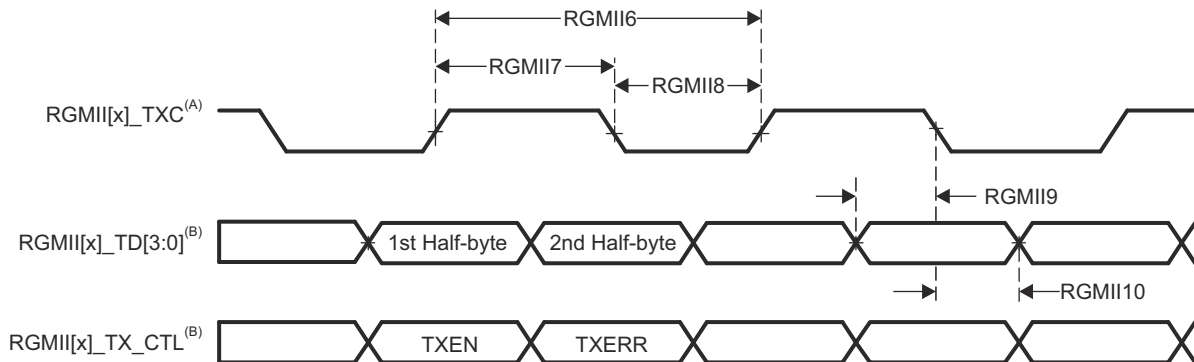 RGMII6
RGMII7
RGMII8
RGMII[x]_TXC(A)
RGMII9
RGMII[x]_TD[3:0](B)
1st Half-byte
2nd Half-byte
RGMII10
RGMII[x]_TX_CTL(B)
TXEN
TXERR